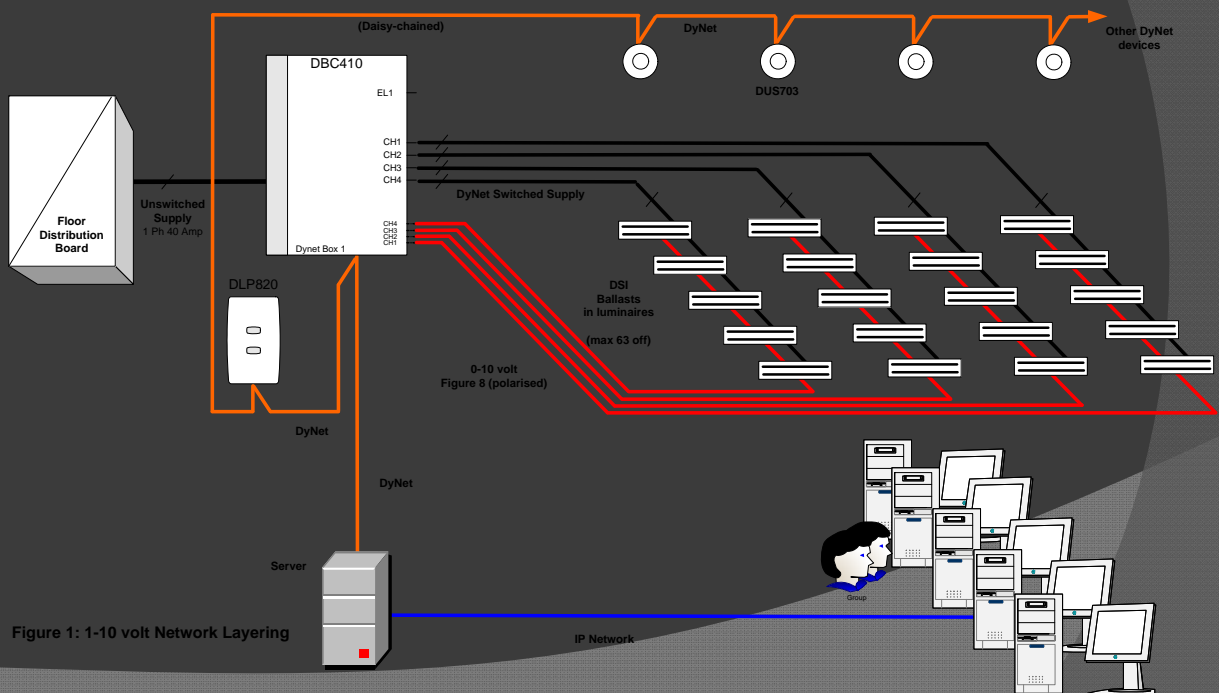 (Daisy-chained)
DyNet
Other DyNet
devices
DBC410
EL1
DUS703
CH1
CH2
CH3
CH4
DyNet Switched Supply
Unswitched
Supply
1 Ph 40 Amp
Floor
Distribution
Board
CH4
CH3
CH2
CH1
Dynet Box 1
DLP820
DSI
Ballasts
in luminaires
(max 63 off)
0-10 volt
Figure 8 (polarised)
DyNet
DyNet
Server
Group
Figure 1: 1-10 volt Network Layering
IP Network